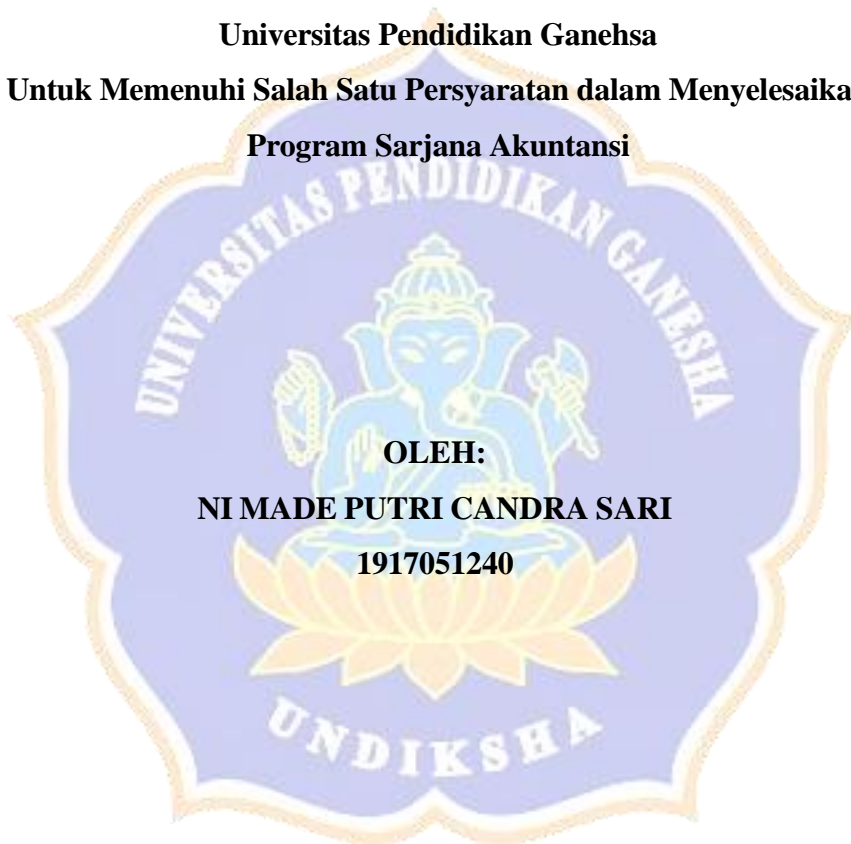 Universitas Pendidikan Ganehsa
Untuk Memenuhi Salah Satu Persyaratan dalam Menyelesaika
Program Sarjana Akuntansi
UNIVERSITAS PENDIDIKAN GANESHA
OLEH:
NI MADE PUTRI CANDRA SARI
1917051240
UNDIKSHA